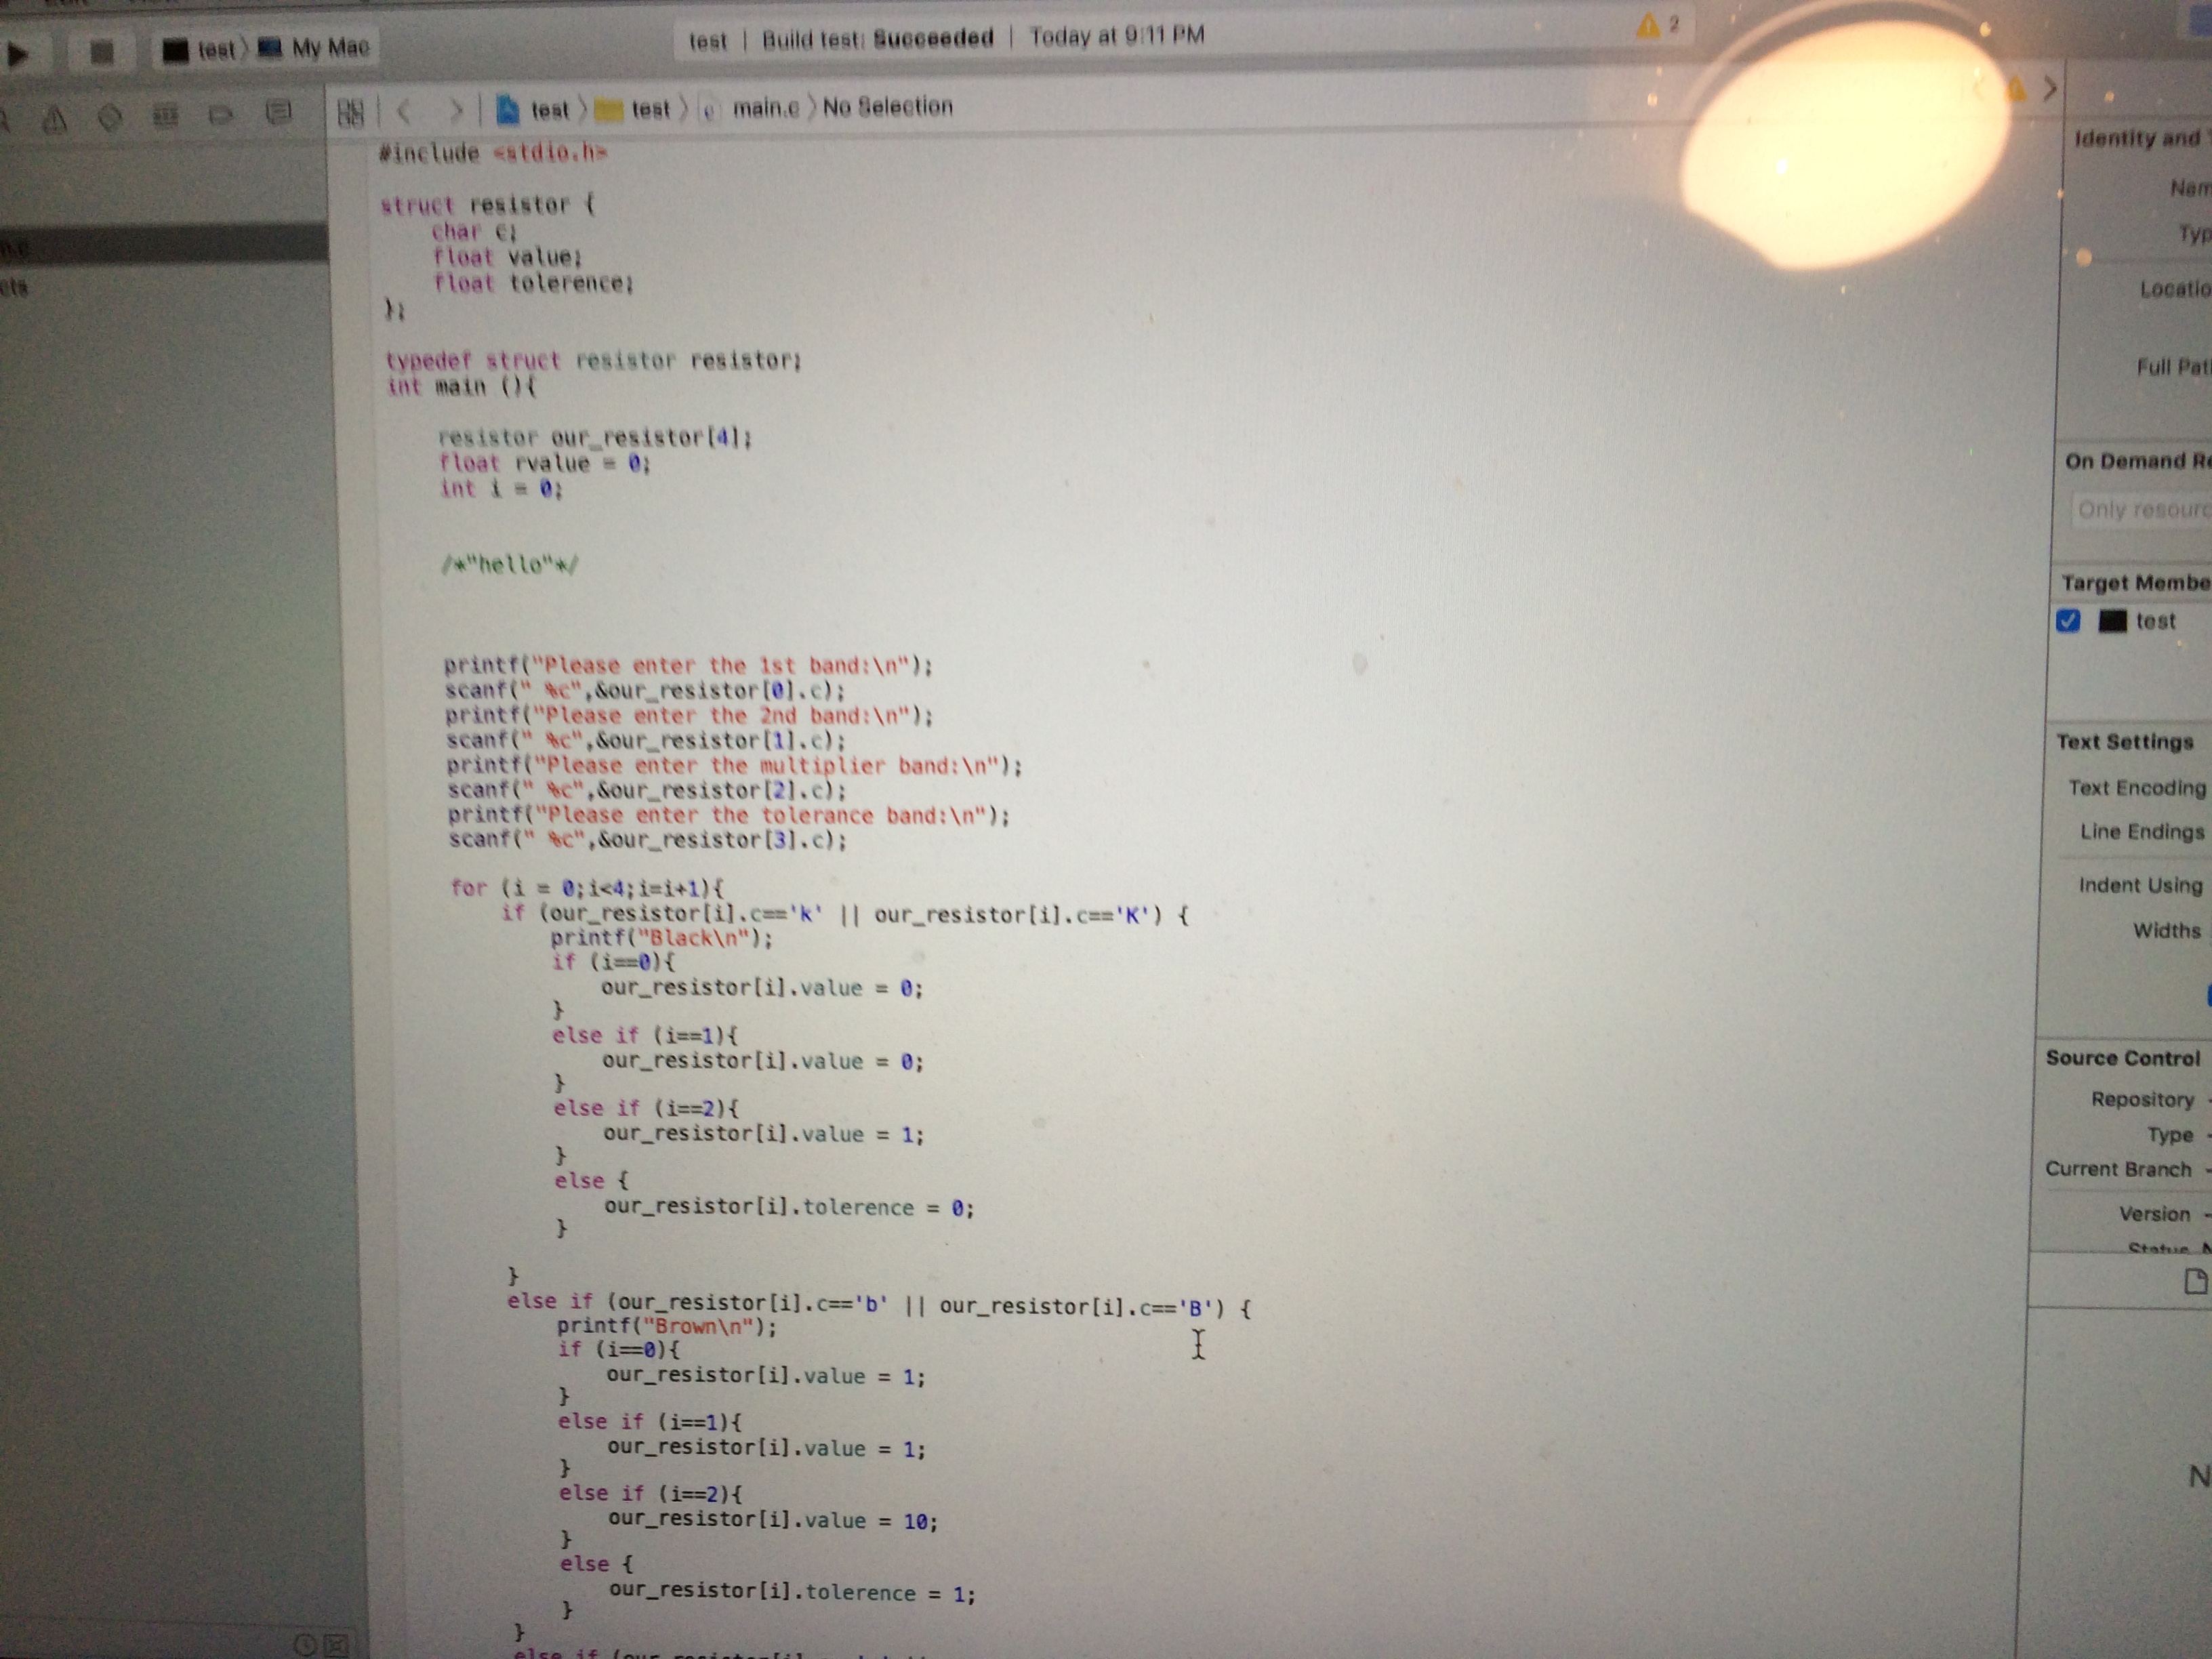 test My Mac
test | Build test: Succeeded | Today at 9:11 PM
2
test test main.c No Selection
#include <stdio.h>
struct resistor {
char c;
float value;
float tolerence;
};
typedef struct resistor resistor;
int main (){
resistor our_resistor[4];
float rvalue = 0;
int i = 0;
/*"hello"*/
printf("Please enter the 1st band:\n");
scanf(" %c",&our_resistor[0].c);
printf("Please enter the 2nd band:\n");
scanf(" %c",&our_resistor[1].c);
printf("Please enter the multiplier band:\n");
scanf(" %c",&our_resistor[2].c);
printf("Please enter the tolerance band:\n");
scanf(" %c",&our_resistor[3].c);
for (i = 0;i<4;i=i+1){
if (our_resistor[i].c=='k' || our_resistor[i].c=='K') {
printf("Black\n");
if (i==0){
our_resistor[i].value = 0;
}
else if (i==1){
our_resistor[i].value = 0;
}
else if (i==2){
our_resistor[i].value = 1;
}
else {
our_resistor[i].tolerence = 0;
}
}
else if (our_resistor[i].c=='b' || our_resistor[i].c=='B') {
printf("Brown\n");
if (i==0){
our_resistor[i].value = 1;
}
else if (i==1){
our_resistor[i].value = 1;
}
else if (i==2){
our_resistor[i].value = 10;
}
else {
our_resistor[i].tolerence = 1;
}
}
Identity and
On Demand
Only
Target
test
Text Settings
Text Encoding
Line Endings
Indent Using
Widths
Source Control
Repository
Type
Current Branch
Version
Status